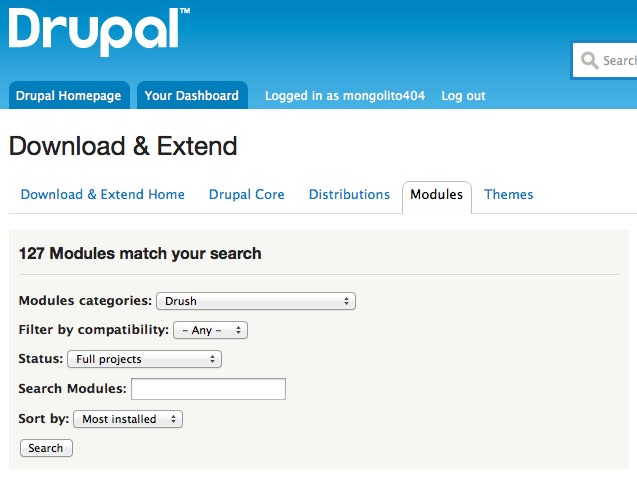 Drupal™
Search
Drupal Homepage Your Dashboard Logged in as mongolito404 Log out
Download & Extend
Download & Extend Home Drupal Core Distributions Modules Themes
127 Modules match your search
Modules categories: Drush
Filter by compatibility: – Any –
Status: Full projects
Search Modules:
Sort by: Most installed
Search